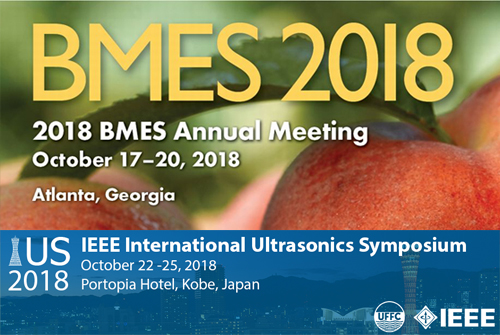 BMES 2018
2018 BMES Annual Meeting
October 17–20, 2018
Atlanta, Georgia
IUS
2018
IEEE International Ultrasonics Symposium
October 22 -25, 2018
Portopia Hotel, Kobe, Japan
UFFC
IEEE